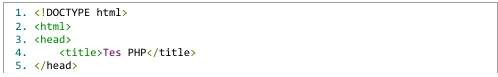 1. <!DOCTYPE html>
2. <html>
3. <head>
4.     <title>Tes PHP</title>
5. </head>